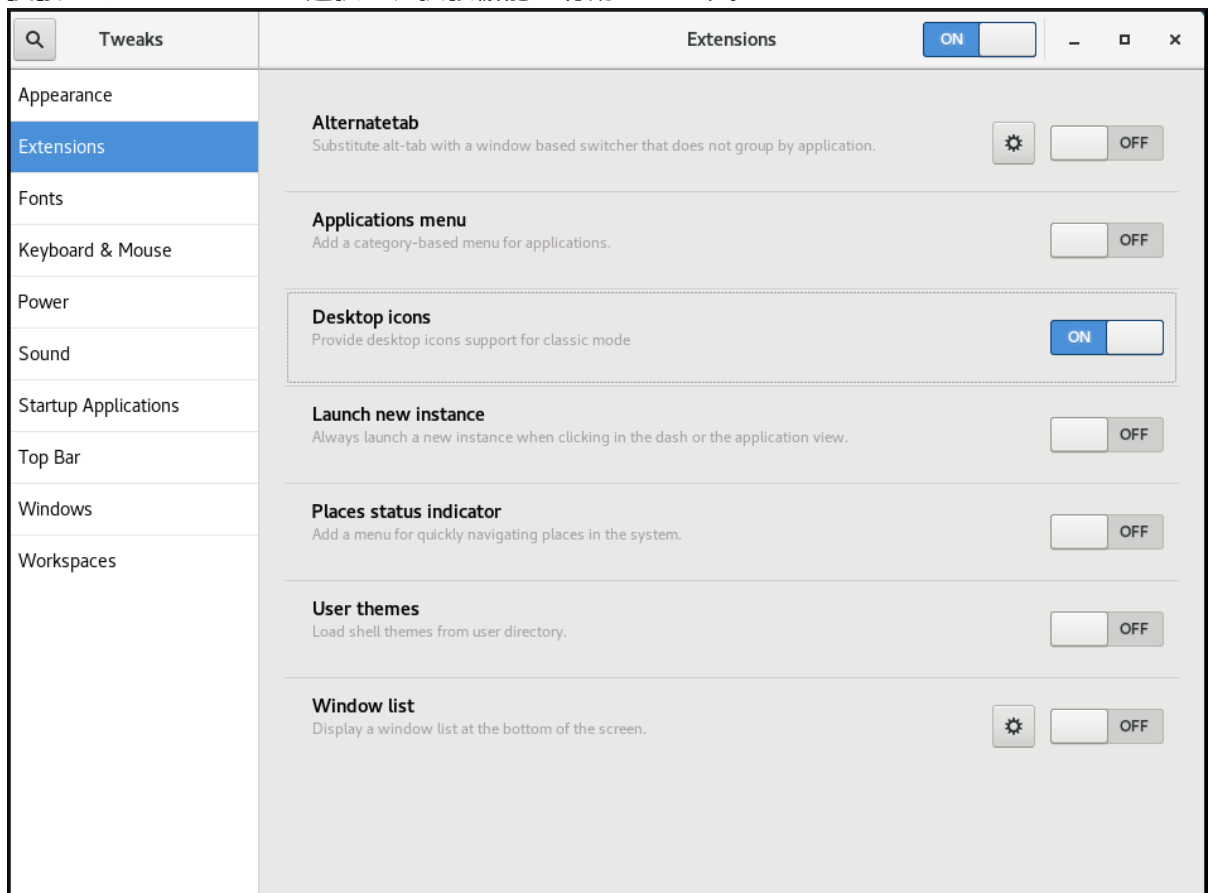 Tweaks
Extensions
ON
Appearance
Extensions
Fonts
Keyboard & Mouse
Power
Sound
Startup Applications
Top Bar
Windows
Workspaces
Alternatetab
Substitute alt-tab with a window based switcher that does not group by application.
OFF
Applications menu
Add a category-based menu for applications.
OFF
Desktop icons
Provide desktop icons support for classic mode
ON
Launch new instance
Always launch a new instance when clicking in the dash or the application view.
OFF
Places status indicator
Add a menu for quickly navigating places in the system.
OFF
User themes
Load shell themes from user directory.
OFF
Window list
Display a window list at the bottom of the screen.
OFF